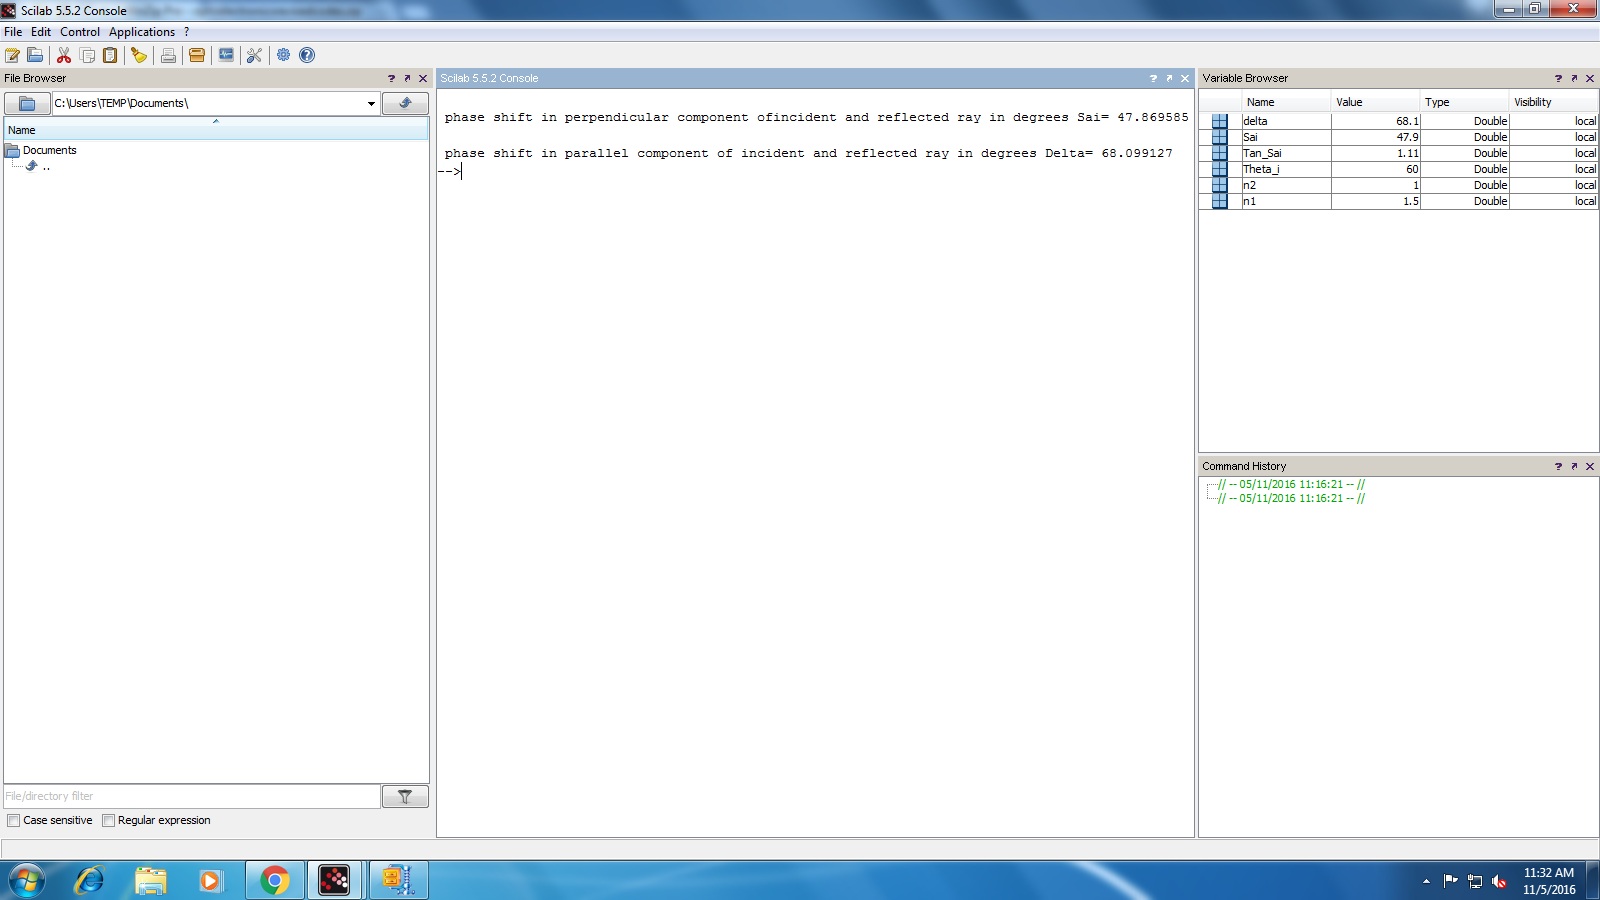 Scilab 5.5.2 Console
File Edit Control Applications ?
File Browser
C:\Users\TEMP\Documents\
Name
Documents
..
File/directory filter
Case sensitive Regular expression
Scilab 5.5.2 Console
phase shift in perpendicular component ofincident and reflected ray in degrees Sai= 47.869585
phase shift in parallel component of incident and reflected ray in degrees Delta= 68.099127
-->
Variable Browser
Name Value Type Visibility
delta 68.1 Double local
Sai 47.9 Double local
Tan_Sai 1.11 Double local
Theta_i 60 Double local
n2 1 Double local
n1 1.5 Double local
Command History
// -- 05/11/2016 11:16:21 -- //
// -- 05/11/2016 11:16:21 -- //
11:32 AM
11/5/2016